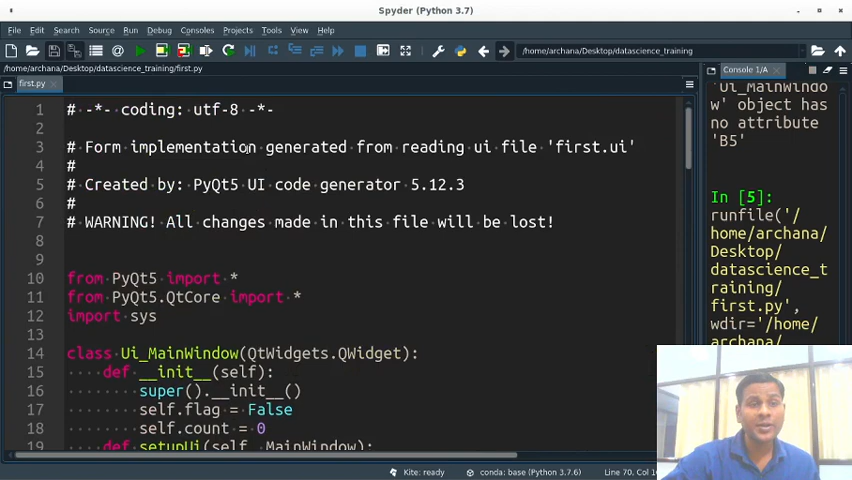 Spyder (Python 3.7)
File Edit Search Source Run Debug Consoles Projects Tools View Help
/home/archana/Desktop/datascience_training
/home/archana/Desktop/datascience_training/first.py
first.py
Console 1/A
1 # -*- coding: utf-8 -*-
2
3 # Form implementation generated from reading ui file 'first.ui'
4 #
5 # Created by: PyQt5 UI code generator 5.12.3
6 #
7 # WARNING! All changes made in this file will be lost!
8
9
10 from PyQt5 import *
11 from PyQt5.QtCore import *
12 import sys
13
14 class Ui_MainWindow(QtWidgets.QWidget):
15 def __init__(self):
16 super().__init__()
17 self.flag = False
18 self.count = 0
19 def setupUi(self, MainWindow):
'Ui_MainWindo
w' object has
no attribute
'B5'
In [5]:
runfile('/
home/archana/
Desktop/
datascience_t
raining/
first.py',
wdir='/home/
archana/
Kite: ready
conda: base (Python 3.7.6)
Line 70, Col 1